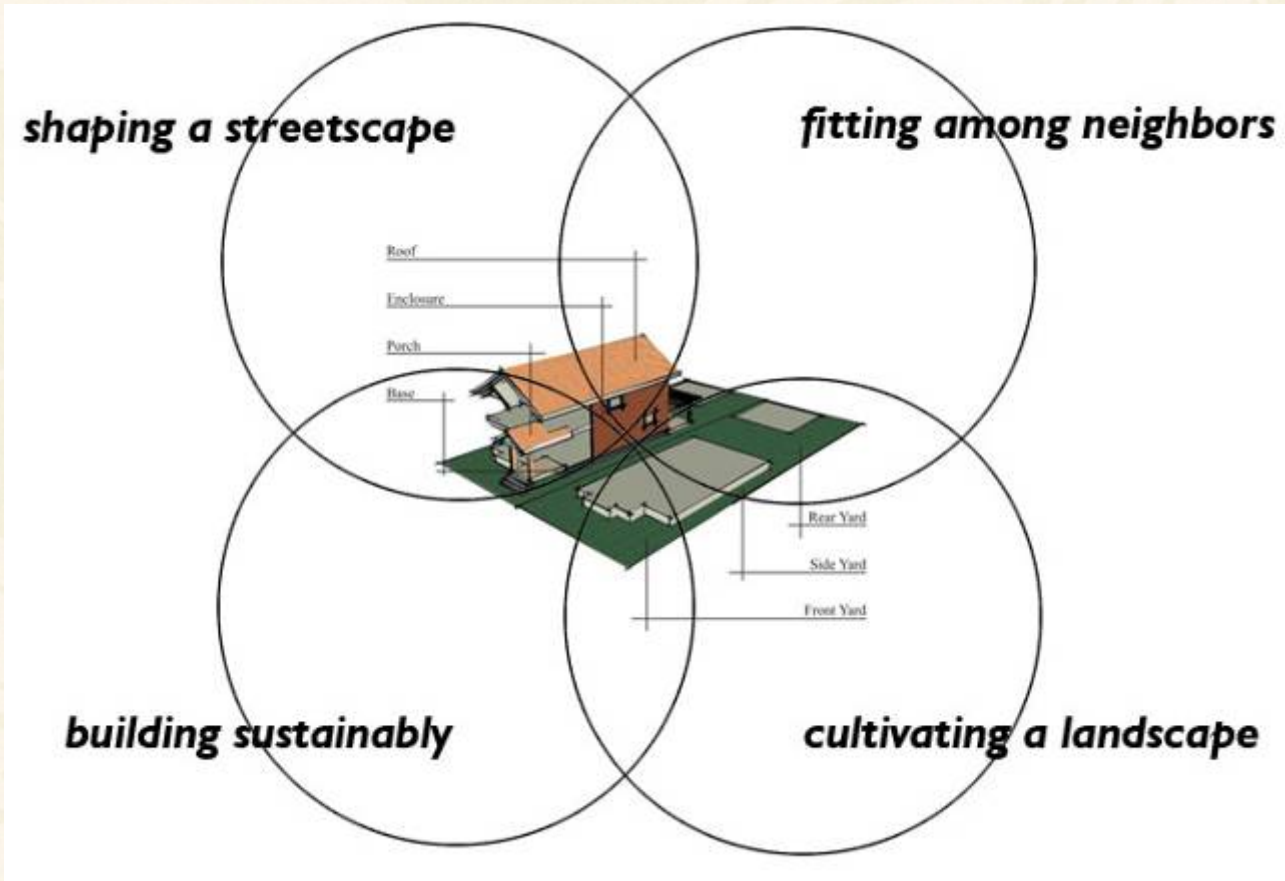 shaping a streetscape
fitting among neighbors
Roof
Enclosure
Porch
Base
Rear Yard
Side Yard
Front Yard
building sustainably
cultivating a landscape